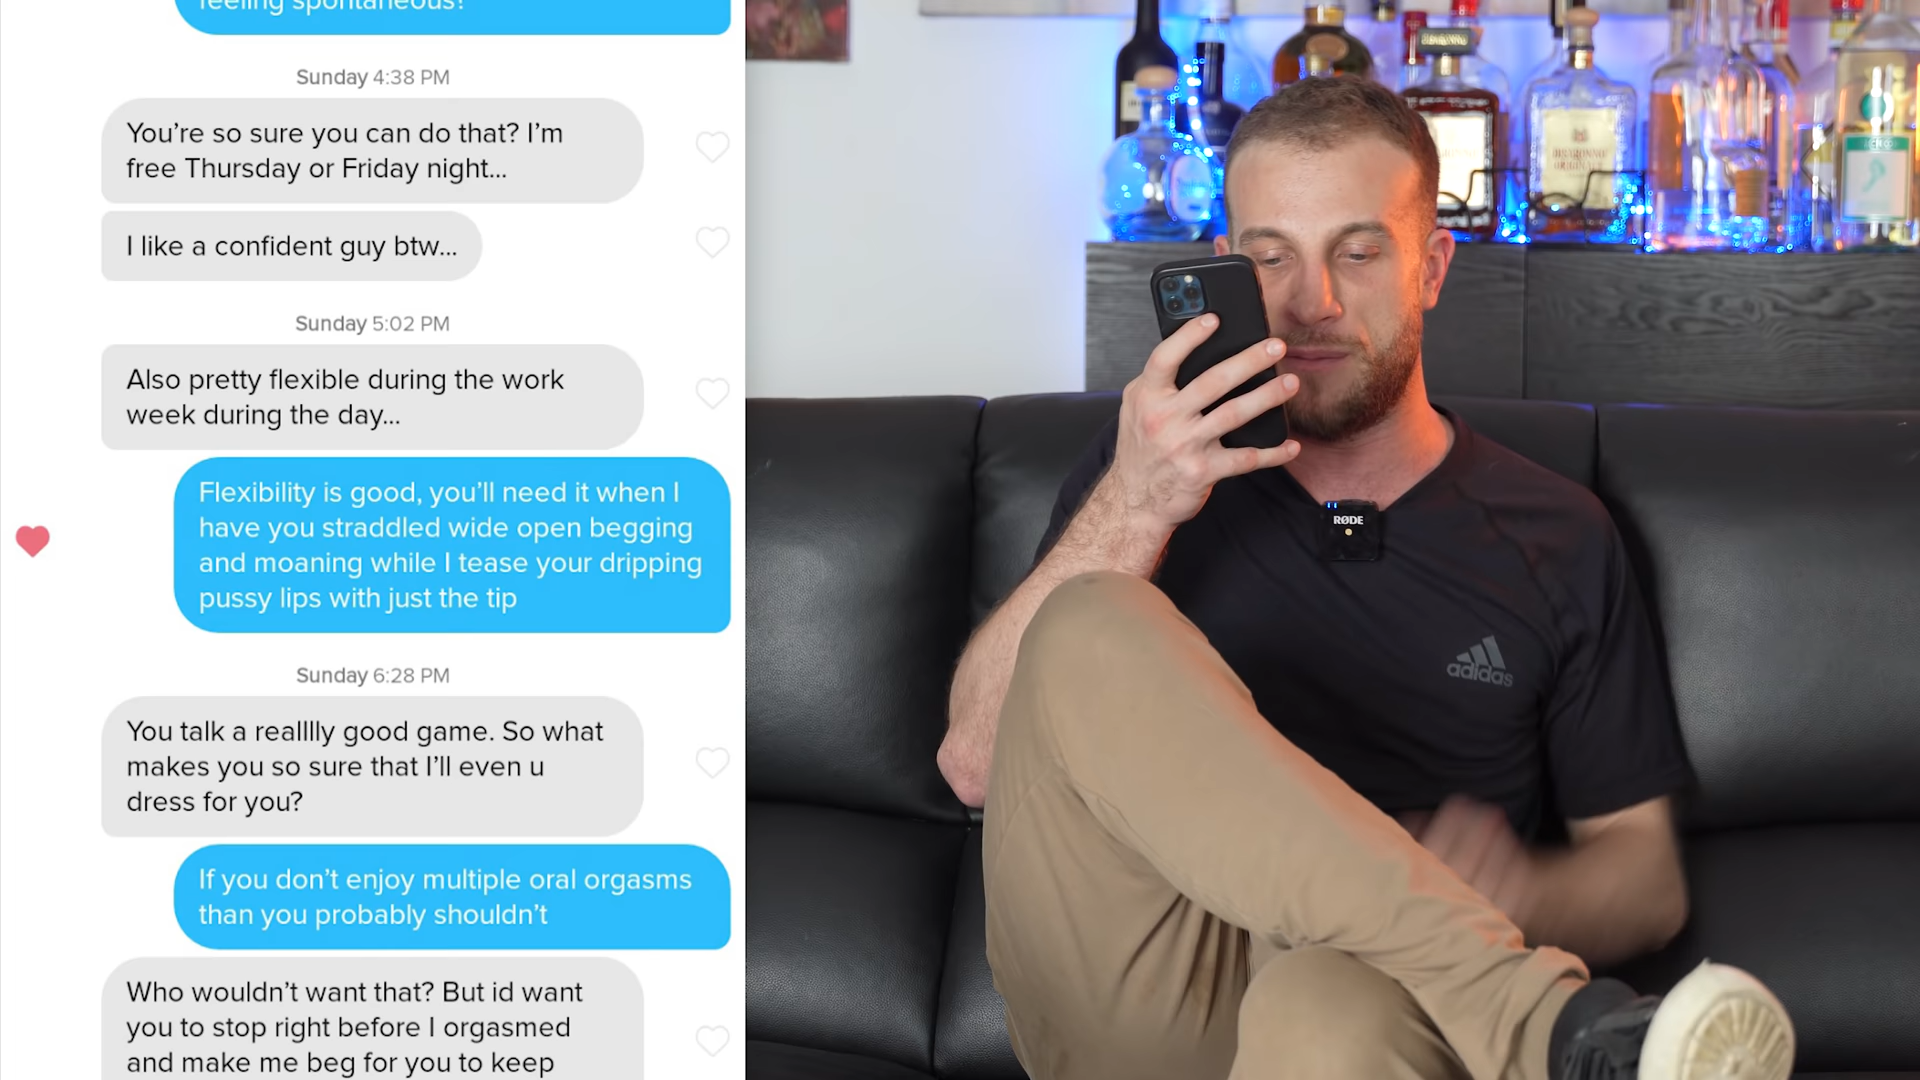 feeling spontaneous?
Sunday 4:38 PM
You're so sure you can do that? I'm
free Thursday or Friday night...
I like a confident guy btw...
Sunday 5:02 PM
Also pretty flexible during the work
week during the day...
Flexibility is good, you'll need it when I
have you straddled wide open begging
and moaning while I tease your dripping
pussy lips with just the tip
Sunday 6:28 PM
You talk a realllly good game. So what
makes you so sure that I'll even u
dress for you?
If you don't enjoy multiple oral orgasms
than you probably shouldn't
Who wouldn't want that? But id want
you to stop right before I orgasmed
and make me beg for you to keep
RØDE
adidas